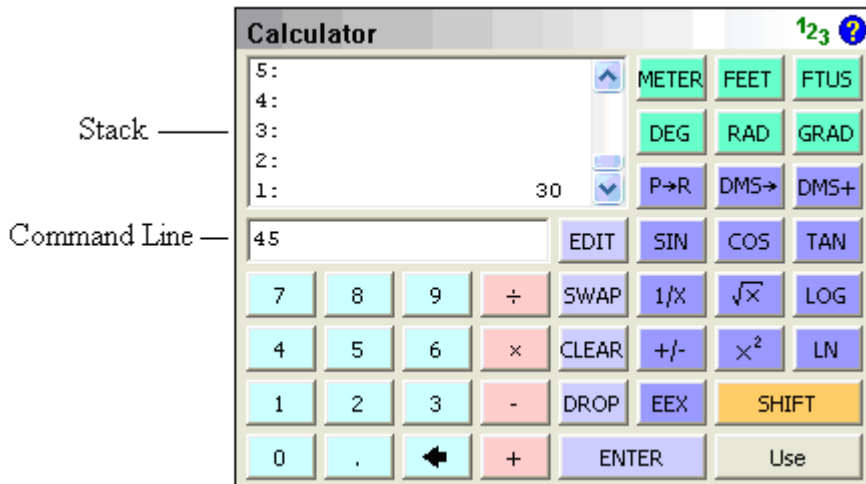 Calculator 123 ?
5: METER FEET FTUS
4:
Stack 3: DEG RAD GRAD
2:
1: 30 P→R DMS→ DMS+
Command Line 45 EDIT SIN COS TAN
7 8 9 ÷ SWAP 1/X √x LOG
4 5 6 × CLEAR +/- x² LN
1 2 3 - DROP EEX SHIFT
0 . 🡄 + ENTER Use